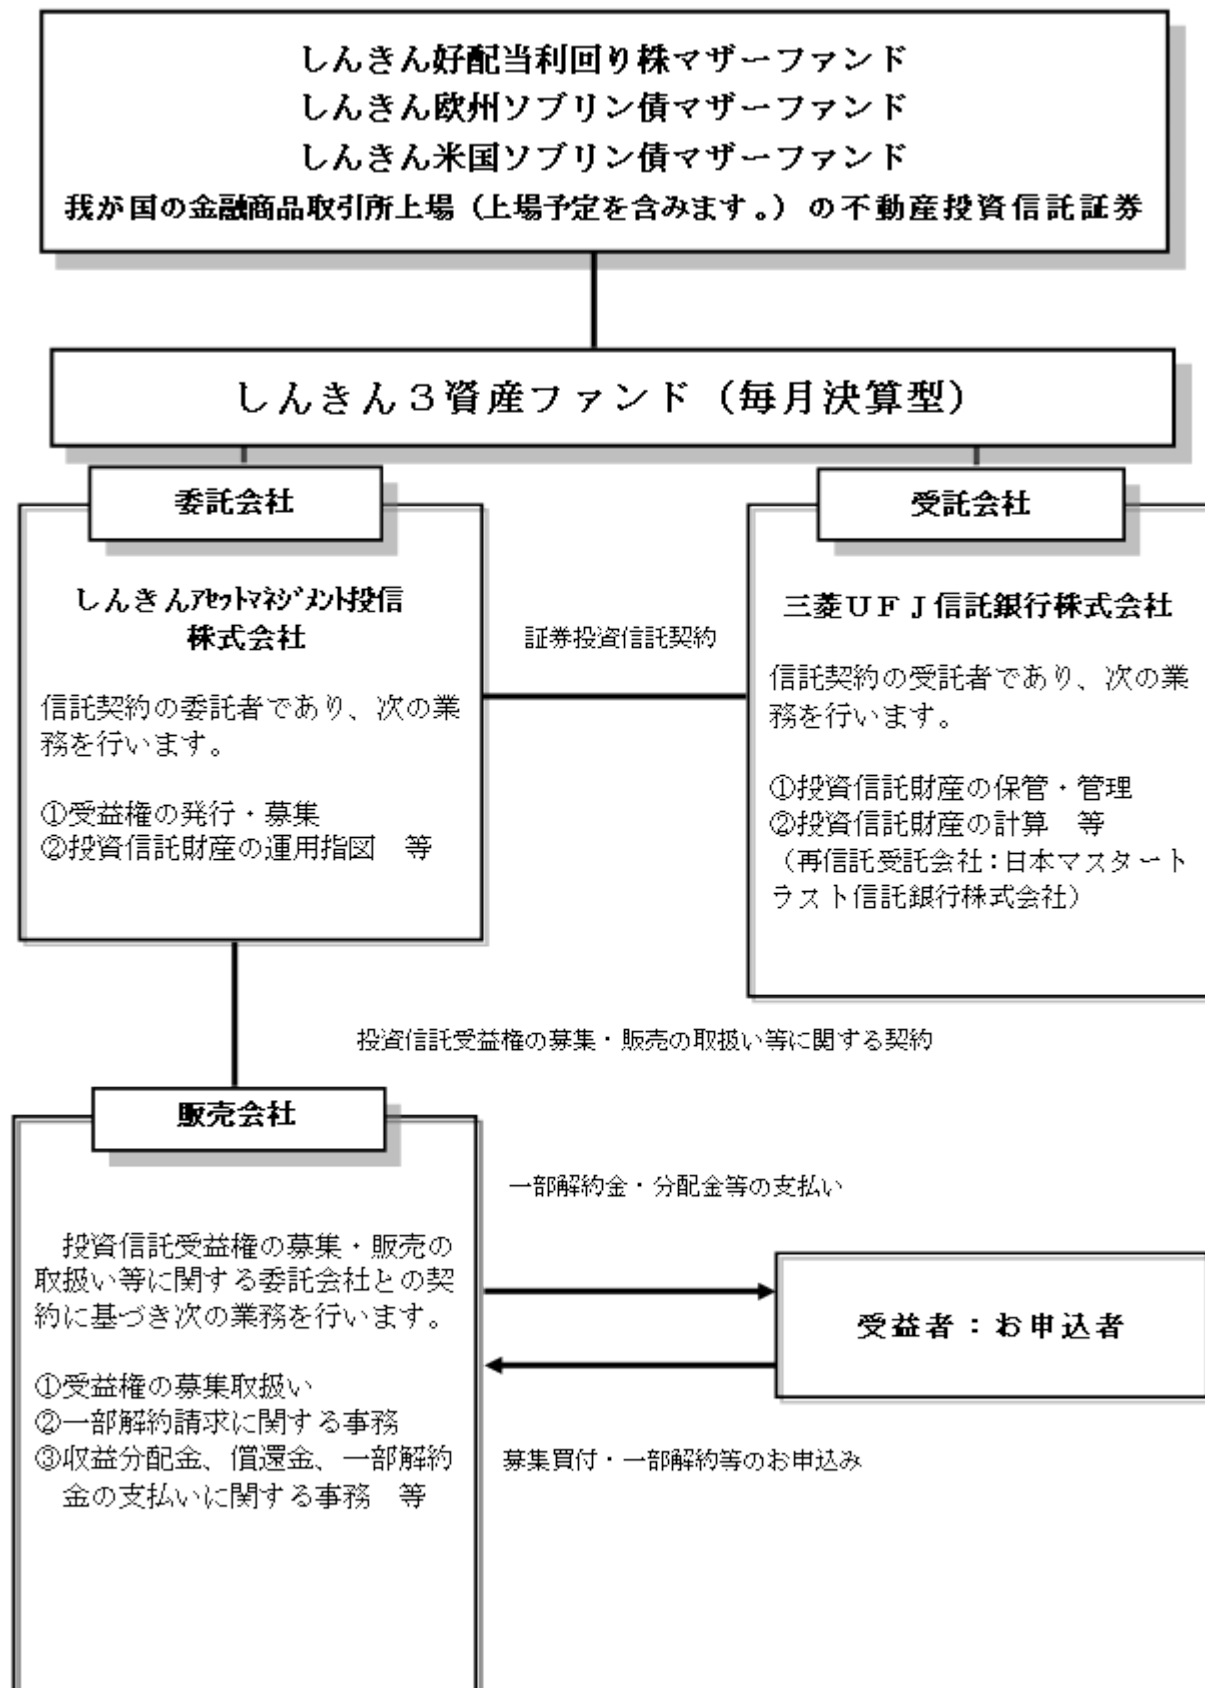 しんきん好配当利回り株マザーファンド
しんきん欧州ソブリン債マザーファンド
しんきん米国ソブリン債マザーファンド
我が国の金融商品取引所上場（上場予定を含みます。）の不動産投資信託証券
しんきん３資産ファンド（毎月決算型）
委託会社
しんきんｱｾｯﾄﾏﾈｼﾞﾒﾝﾄ投信
株式会社
信託契約の委託者であり、次の業
務を行います。
①受益権の発行・募集
②投資信託財産の運用指図　等
証券投資信託契約
受託会社
三菱ＵＦＪ信託銀行株式会社
信託契約の受託者であり、次の業
務を行います。
①投資信託財産の保管・管理
②投資信託財産の計算　等
（再信託受託会社：日本マスタート
ラスト信託銀行株式会社）
投資信託受益権の募集・販売の取扱い等に関する契約
販売会社
投資信託受益権の募集・販売の
取扱い等に関する委託会社との契
約に基づき次の業務を行います。
①受益権の募集取扱い
②一部解約請求に関する事務
③収益分配金、償還金、一部解約
金の支払いに関する事務　等
一部解約金・分配金等の支払い
受益者：お申込者
募集買付・一部解約等のお申込み